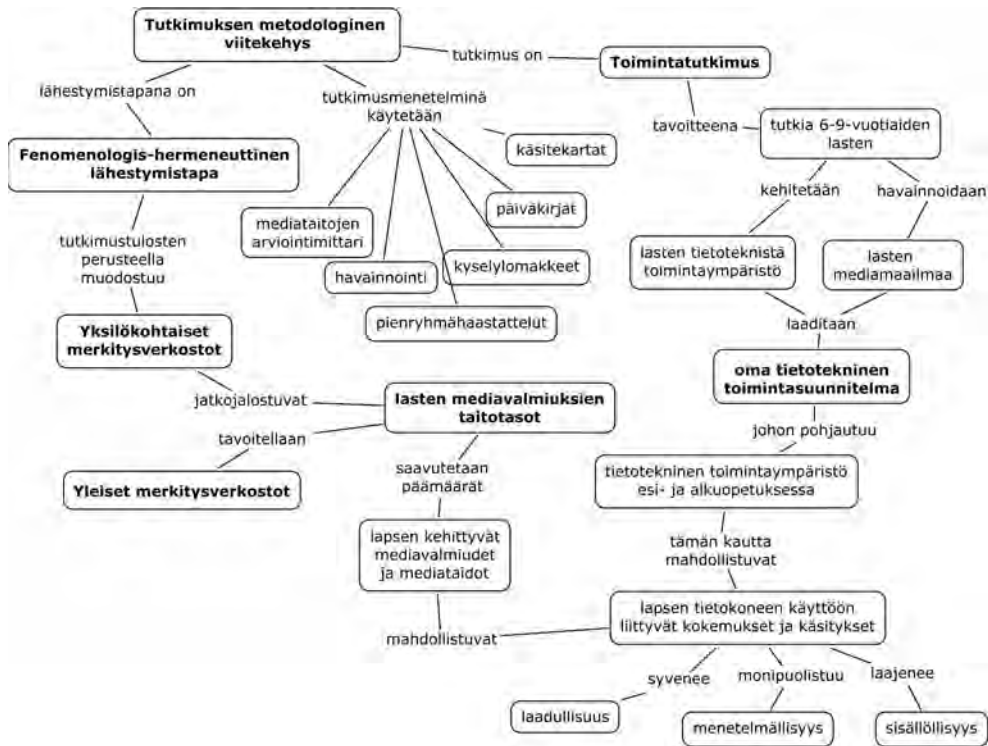 Tutkimuksen metodologinen
viitekehys
tutkimus on
Toimintatutkimus
lähestymistapana on
tutkimusmenetelminä
käytetään
tavoitteena
tutkia 6-9-vuotiaiden
lasten
käsitekartat
Fenomenologis-hermeneuttinen
lähestymistapa
kehitetään
havainnoidaan
päiväkirjat
mediataitojen
arviointimittari
tutkimustulosten
perusteella
muodostuu
havainnointi
kyselylomakkeet
lasten tietoteknistä
toimintaympäristö
lasten
mediamaailmaa
pienryhmähaastattelut
laaditaan
Yksilökohtaiset
merkitysverkostot
oma tietotekninen
toimintasuunnitelma
jatkojalostuvat
lasten mediavalmiuksien
taitotasot
johon pohjautuu
tavoitellaan
Yleiset merkitysverkostot
saavutetaan
päämäärät
tietotekninen toimintaympäristö
esi- ja alkuopetuksessa
lapsen kehittyvät
mediavalmiudet
ja mediataidot
tämän kautta
mahdollistuvat
lapsen tietokoneen käyttöön
liittyvät kokemukset ja käsitykset
mahdollistuvat
syvenee
monipuolistuu
laajenee
laadullisuus
menetelmällisyys
sisällöllisyys